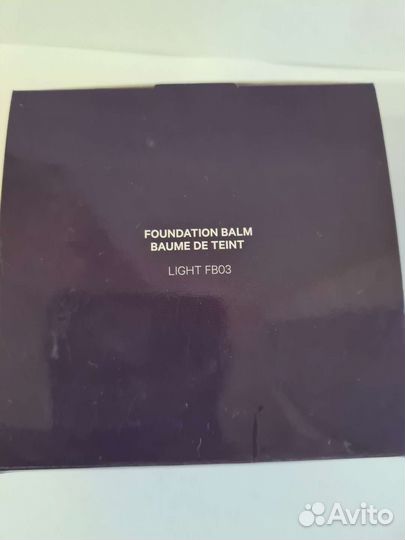 FOUNDATION BALM
BAUME DE TEINT
LIGHT FB03
Avito